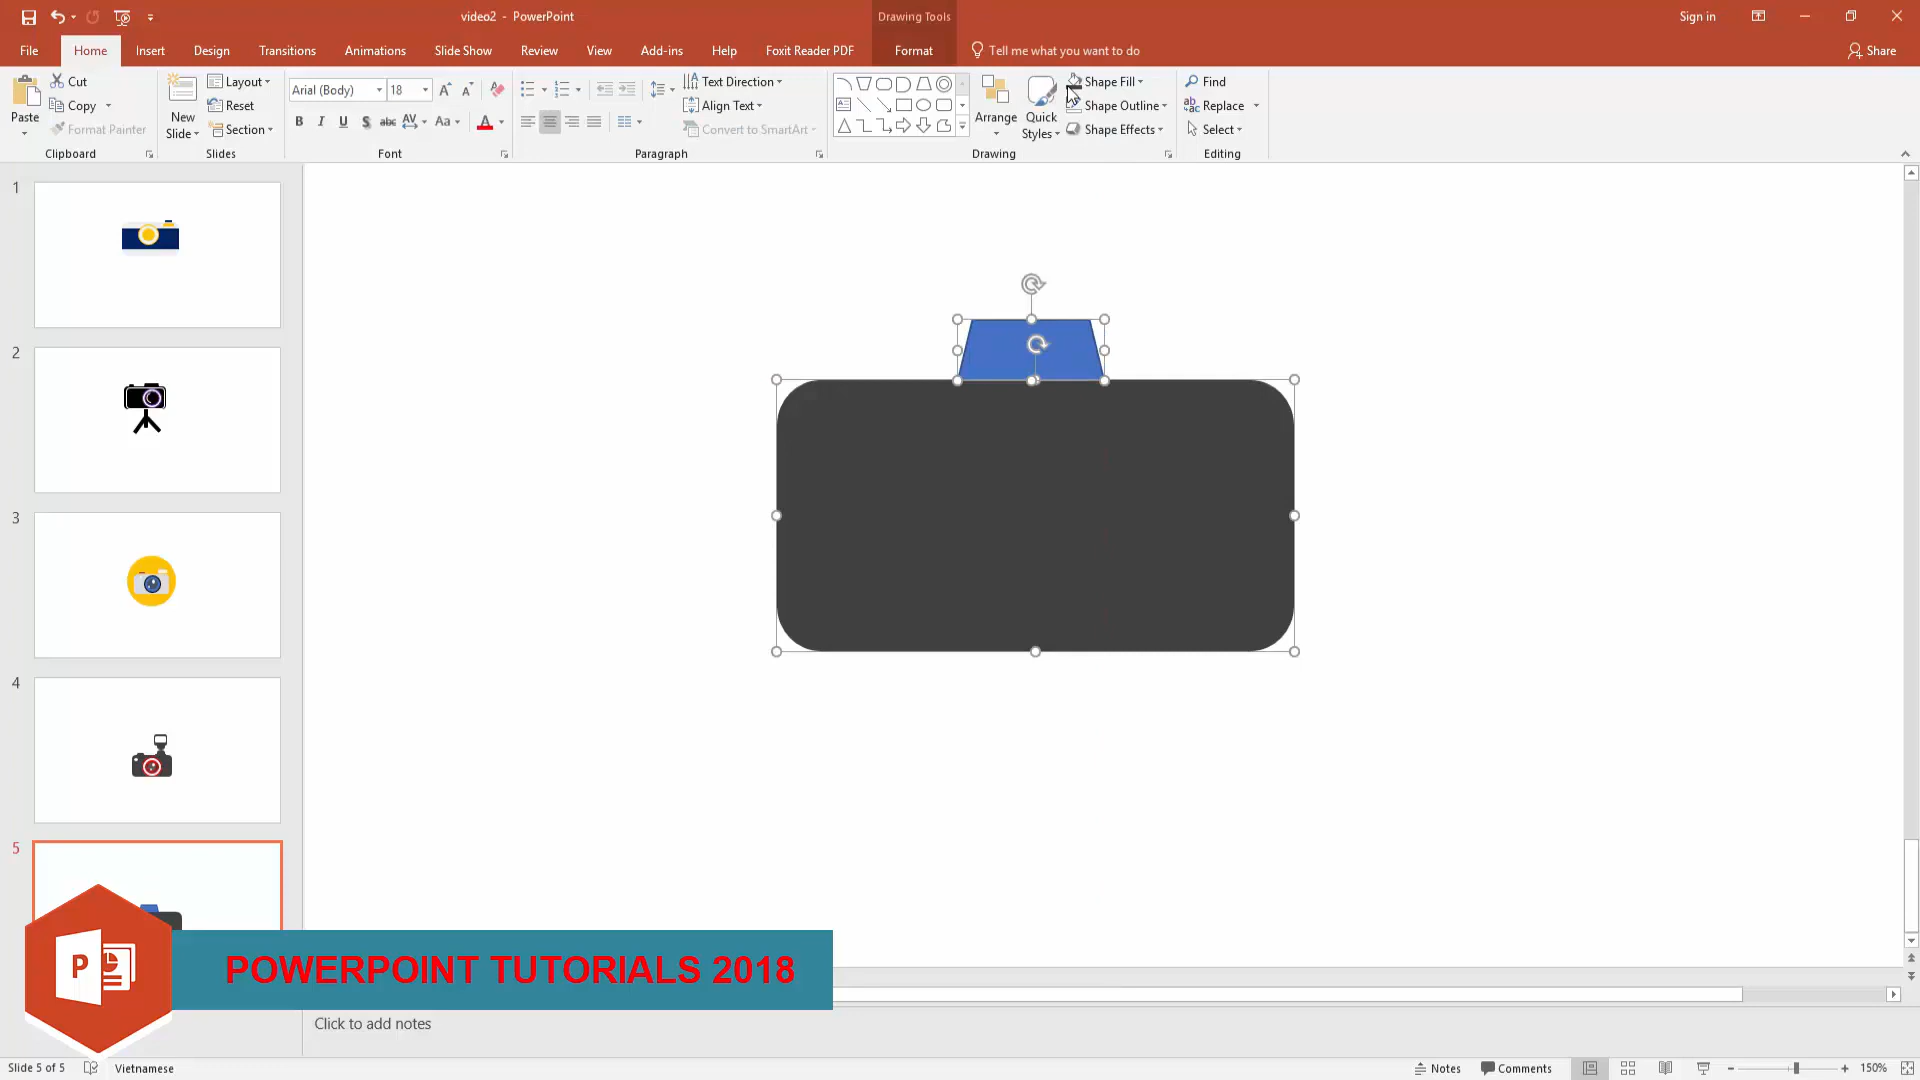 video2 - PowerPoint
Drawing Tools
Sign in
File Home Insert Design Transitions Animations Slide Show Review View Add-ins Help Foxit Reader PDF Format Tell me what you want to do Share
Paste
Cut
Copy
Format Painter
Clipboard
New Slide
Layout
Reset
Section
Slides
Arial (Body) 18
B I U S abc AV Aa A
Font
Text Direction
Align Text
Convert to SmartArt
Paragraph
Arrange
Quick Styles
Shape Fill
Shape Outline
Shape Effects
Drawing
Find
Replace
Select
Editing
1
2
3
4
5
P
POWERPOINT TUTORIALS 2018
Click to add notes
Slide 5 of 5 Vietnamese Notes Comments 150%